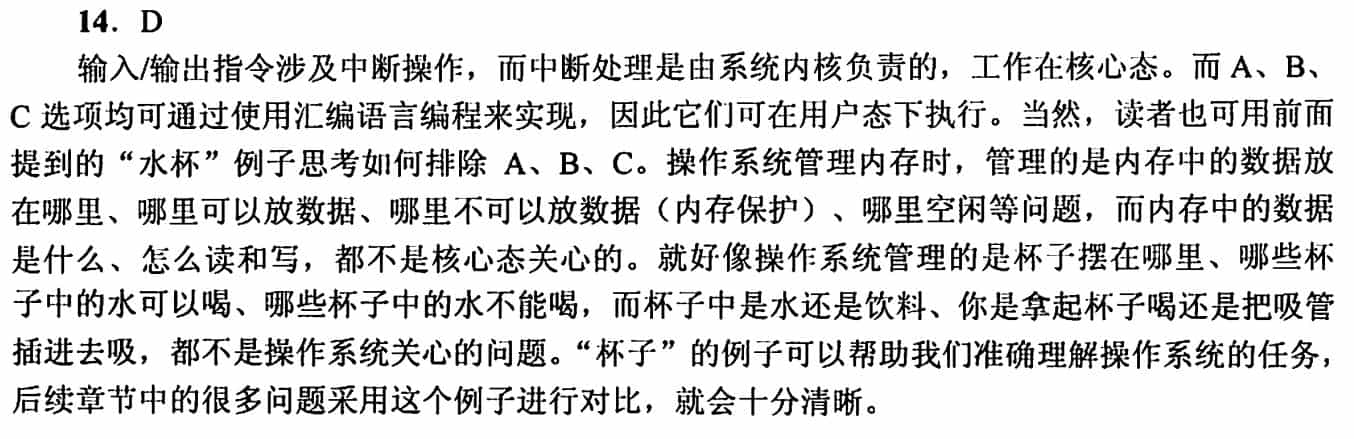 14. D
输入/输出指令涉及中断操作，而中断处理是由系统内核负责的，工作在核心态。而 A、B、
C 选项均可通过使用汇编语言编程来实现，因此它们可在用户态下执行。当然，读者也可用前面
提到的“水杯”例子思考如何排除 A、B、C。操作系统管理内存时，管理的是内存中的数据放
在哪里、哪里可以放数据、哪里不可以放数据（内存保护）、哪里空闲等问题，而内存中的数据
是什么、怎么读和写，都不是核心态关心的。就好像操作系统管理的是杯子摆在哪里、哪些杯
子中的水可以喝、哪些杯子中的水不能喝，而杯子中是水还是饮料、你是拿起杯子喝还是把吸管
插进去吸，都不是操作系统关心的问题。“杯子”的例子可以帮助我们准确理解操作系统的任务，
后续章节中的很多问题采用这个例子进行对比，就会十分清晰。